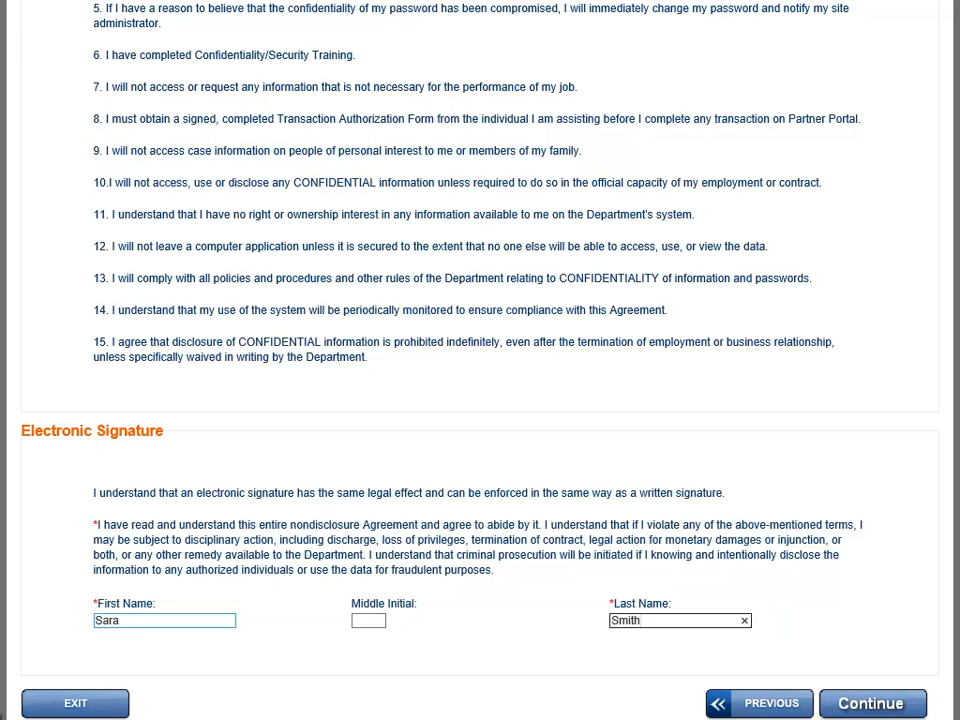 5. If I have a reason to believe that the confidentiality of my password has been compromised, I will immediately change my password and notify my site
administrator.
6. I have completed Confidentiality/Security Training.
7. I will not access or request any information that is not necessary for the performance of my job.
8. I must obtain a signed, completed Transaction Authorization Form from the individual I am assisting before I complete any transaction on Partner Portal.
9. I will not access case information on people of personal interest to me or members of my family.
10.I will not access, use or disclose any CONFIDENTIAL information unless required to do so in the official capacity of my employment or contract.
11. I understand that I have no right or ownership interest in any information available to me on the Department's system.
12. I will not leave a computer application unless it is secured to the extent that no one else will be able to access, use, or view the data.
13. I will comply with all policies and procedures and other rules of the Department relating to CONFIDENTIALITY of information and passwords.
14. I understand that my use of the system will be periodically monitored to ensure compliance with this Agreement.
15. I agree that disclosure of CONFIDENTIAL information is prohibited indefinitely, even after the termination of employment or business relationship,
unless specifically waived in writing by the Department.
Electronic Signature
I understand that an electronic signature has the same legal effect and can be enforced in the same way as a written signature.
*I have read and understand this entire nondisclosure Agreement and agree to abide by it. I understand that if I violate any of the above-mentioned terms, I
may be subject to disciplinary action, including discharge, loss of privileges, termination of contract, legal action for monetary damages or injunction, or
both, or any other remedy available to the Department. I understand that criminal prosecution will be initiated if I knowing and intentionally disclose the
information to any authorized individuals or use the data for fraudulent purposes.
*First Name: Middle Initial: *Last Name:
Sara Smith ×
EXIT « PREVIOUS Continue